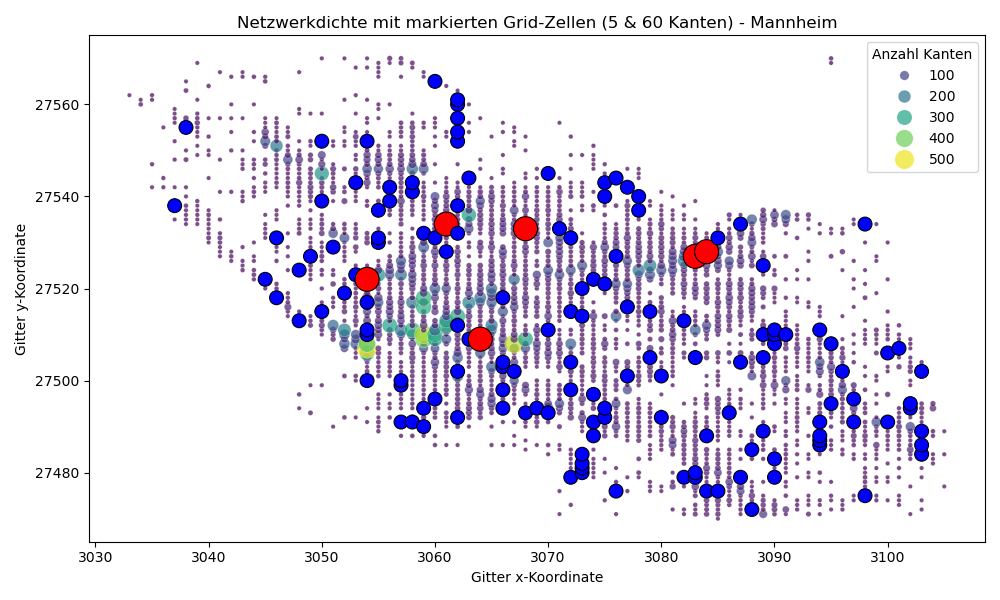 Netzwerkdichte mit markierten Grid-Zellen (5 & 60 Kanten) - Mannheim
Anzahl Kanten
100
200
300
400
500
27560
27540
27520
27500
27480
Gitter y-Koordinate
3030 3040 3050 3060 3070 3080 3090 3100
Gitter x-Koordinate